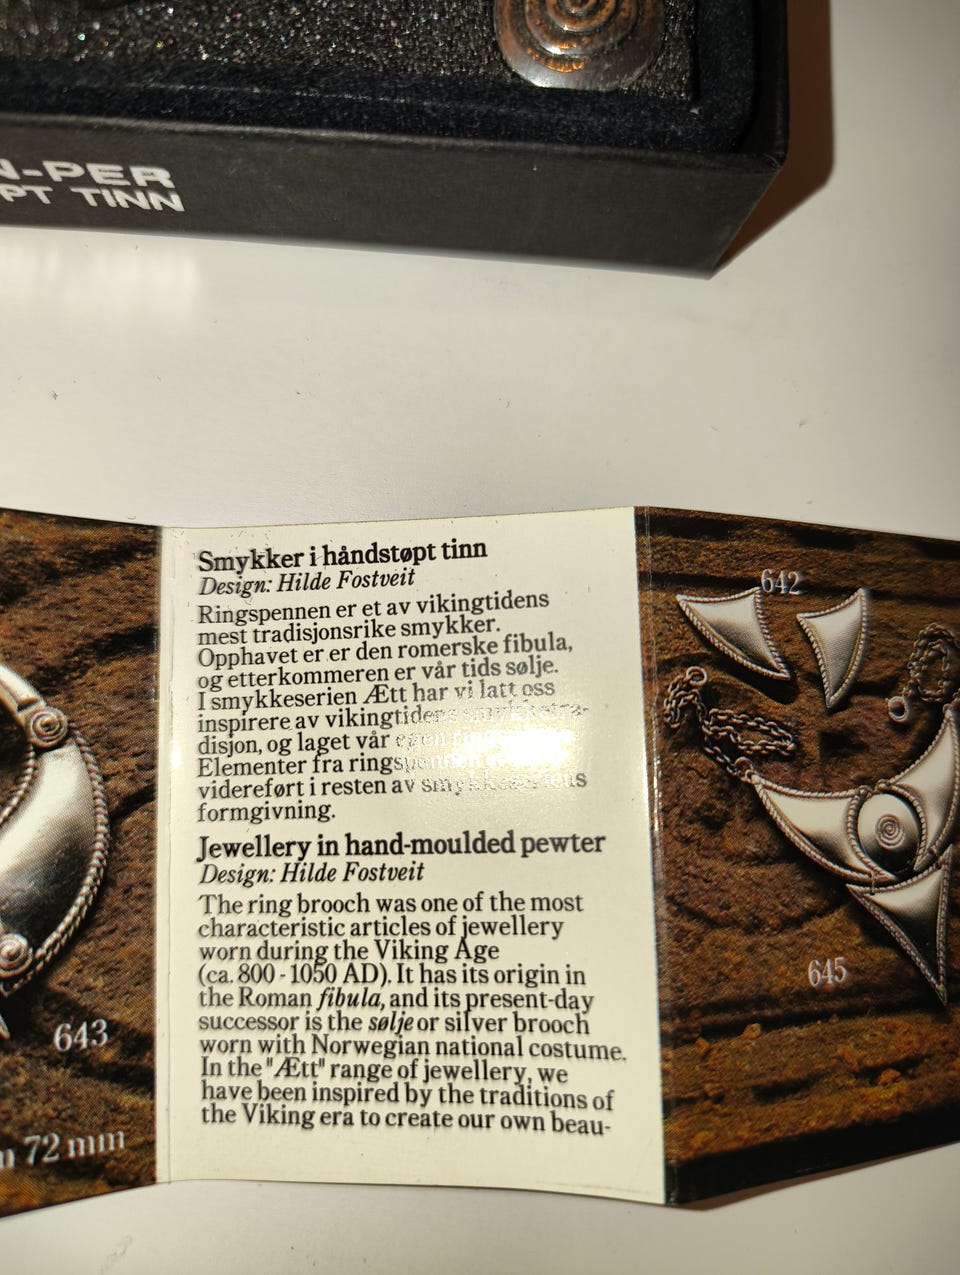 N-PER
PT TINN
Smykker i håndstøpt tinn
Design: Hilde Fostveit
Ringspennen er et av vikingtidens
mest tradisjonsrike smykker.
Opphavet er er den romerske fibula,
og etterkommeren er vår tids sølje.
I smykkeserien Ætt har vi latt oss
inspirere av vikingtidens smykketra-
disjon, og laget vår egen
Elementer fra ringspennen er
videreført i resten av smykkeseriens
formgivning.
Jewellery in hand-moulded pewter
Design: Hilde Fostveit
The ring brooch was one of the most
characteristic articles of jewellery
worn during the Viking Age
(ca. 800 - 1050 AD). It has its origin in
the Roman fibula, and its present-day
successor is the sølje or silver brooch
worn with Norwegian national costume.
In the "Ætt" range of jewellery, we
have been inspired by the traditions of
the Viking era to create our own beau-
643
72 mm
642
645